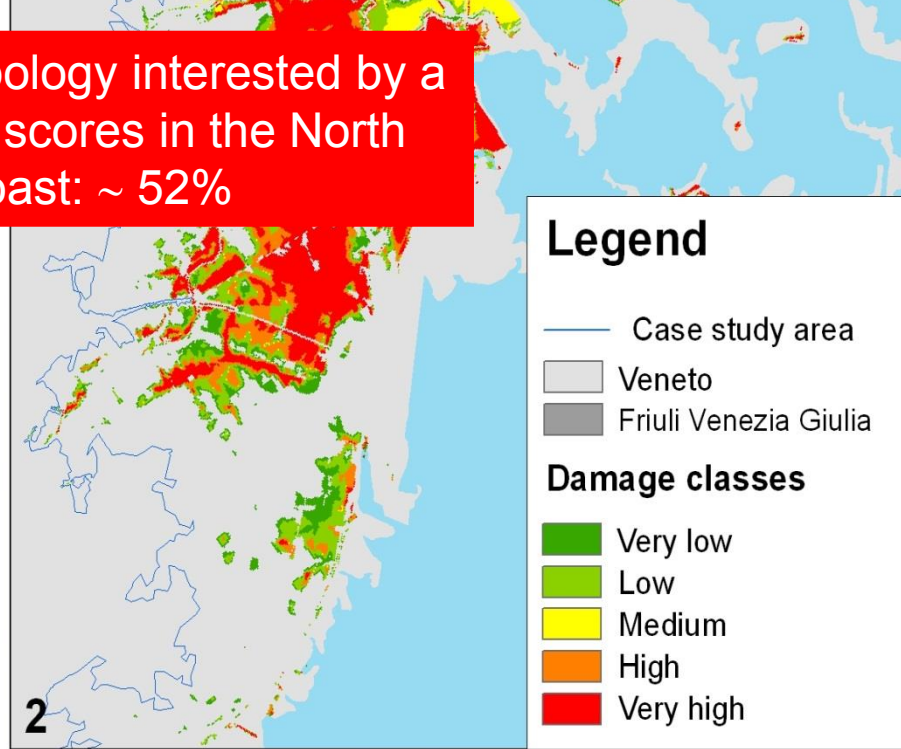 ology interested by a
scores in the North
oast: ~ 52%
Legend
Case study area
Veneto
Friuli Venezia Giulia
Damage classes
Very low
Low
Medium
High
Very high
2